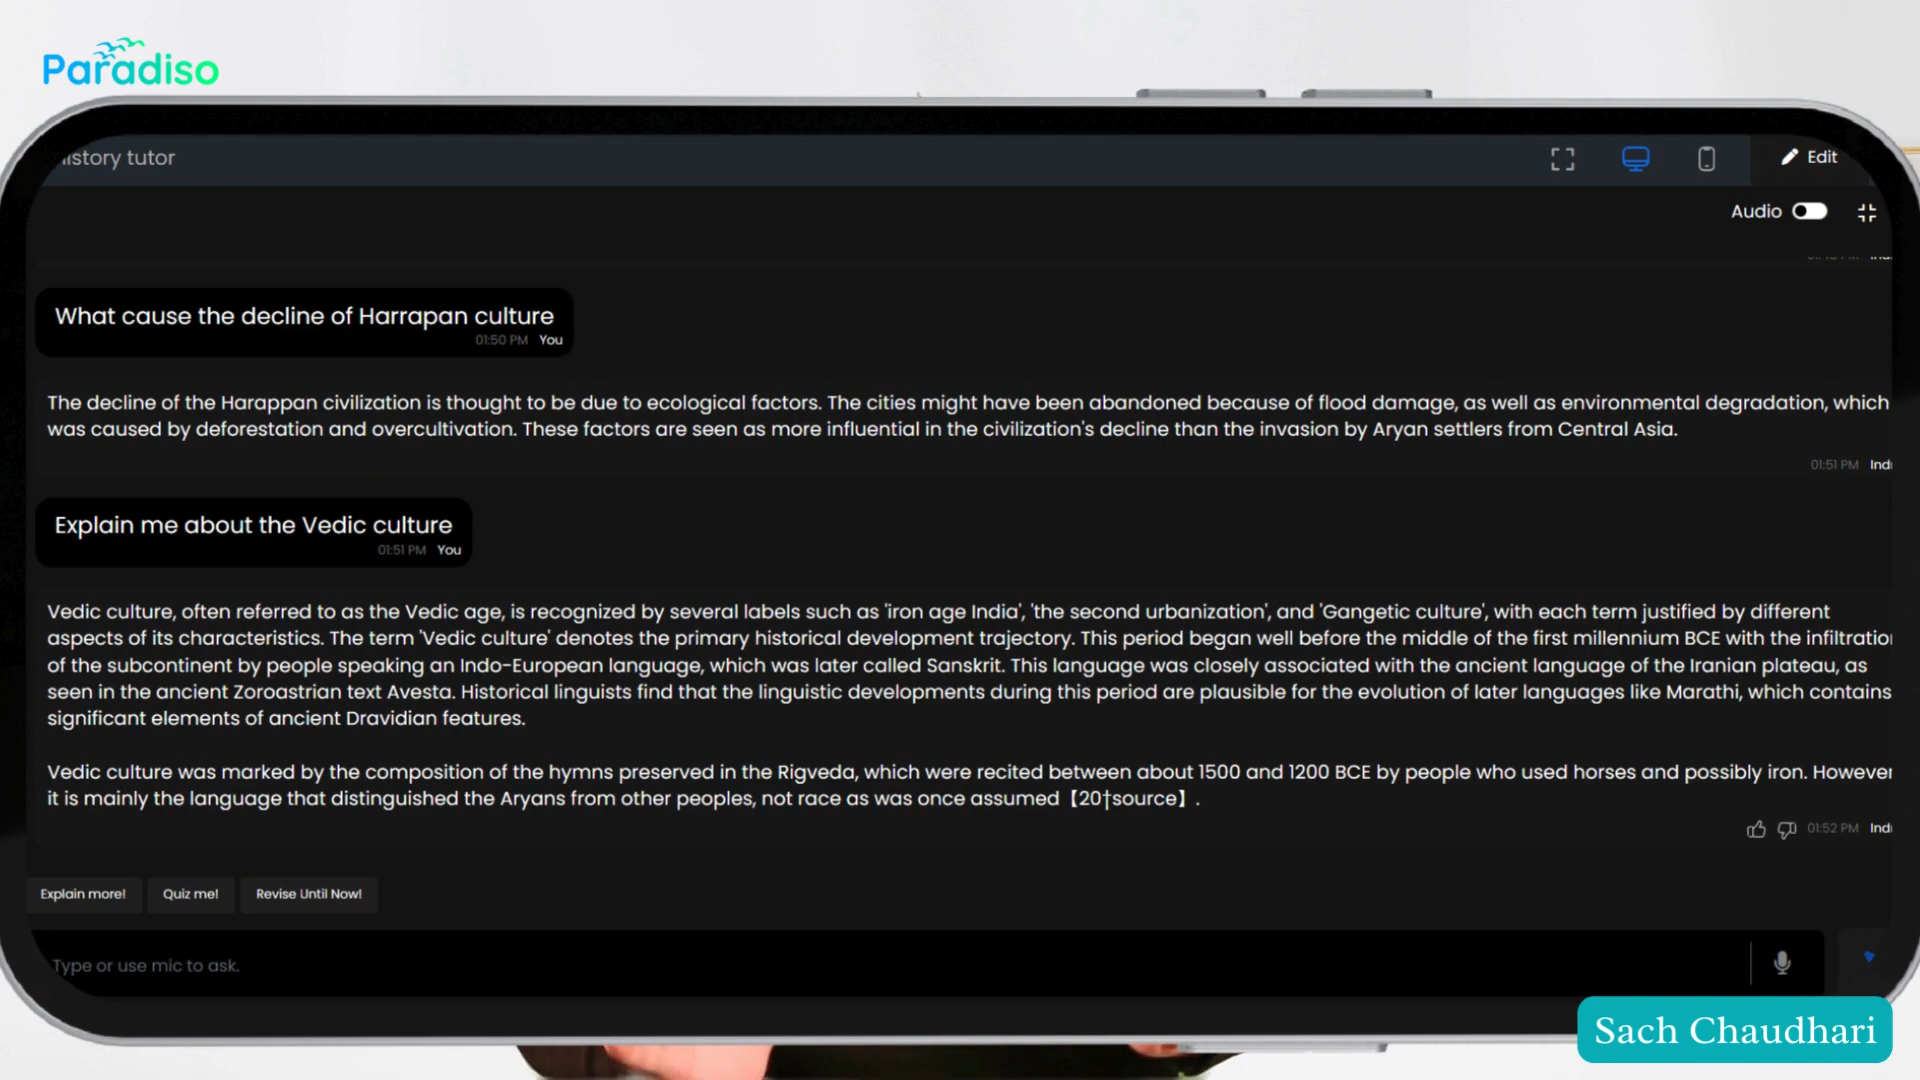 Paradiso
istory tutor
Edit
Audio
What cause the decline of Harrapan culture
01:50 PM You
The decline of the Harappan civilization is thought to be due to ecological factors. The cities might have been abandoned because of flood damage, as well as environmental degradation, which
was caused by deforestation and overcultivation. These factors are seen as more influential in the civilization's decline than the invasion by Aryan settlers from Central Asia.
01:51 PM Ind
Explain me about the Vedic culture
01:51 PM You
Vedic culture, often referred to as the Vedic age, is recognized by several labels such as 'iron age India', 'the second urbanization', and 'Gangetic culture', with each term justified by different
aspects of its characteristics. The term 'Vedic culture' denotes the primary historical development trajectory. This period began well before the middle of the first millennium BCE with the infiltration
of the subcontinent by people speaking an Indo-European language, which was later called Sanskrit. This language was closely associated with the ancient language of the Iranian plateau, as
seen in the ancient Zoroastrian text Avesta. Historical linguists find that the linguistic developments during this period are plausible for the evolution of later languages like Marathi, which contains
significant elements of ancient Dravidian features.
Vedic culture was marked by the composition of the hymns preserved in the Rigveda, which were recited between about 1500 and 1200 BCE by people who used horses and possibly iron. However
it is mainly the language that distinguished the Aryans from other peoples, not race as was once assumed【20†source】.
01:52 PM Ind
Explain more!
Quiz me!
Revise Until Now!
Type or use mic to ask.
Sach Chaudhari